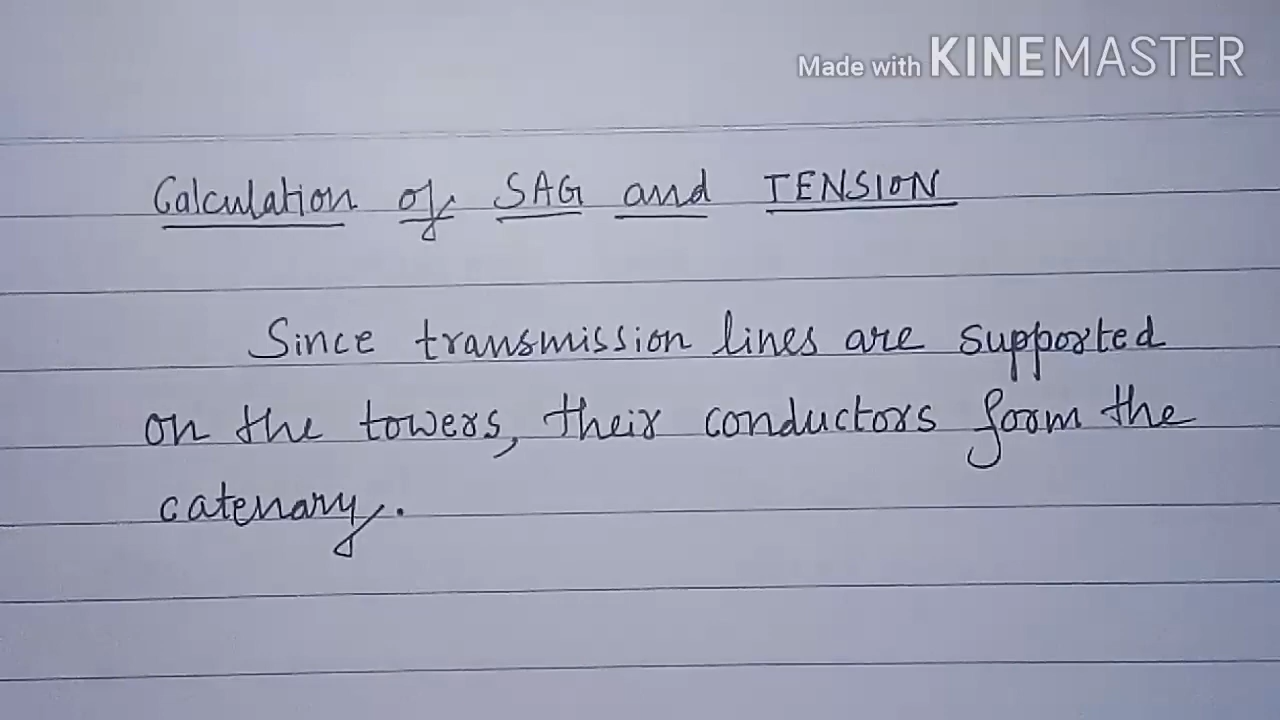 Made with KINEMASTER
Calculation of SAG and TENSION
Since transmission lines are supported
on the towers, their conductors form the
catenary.